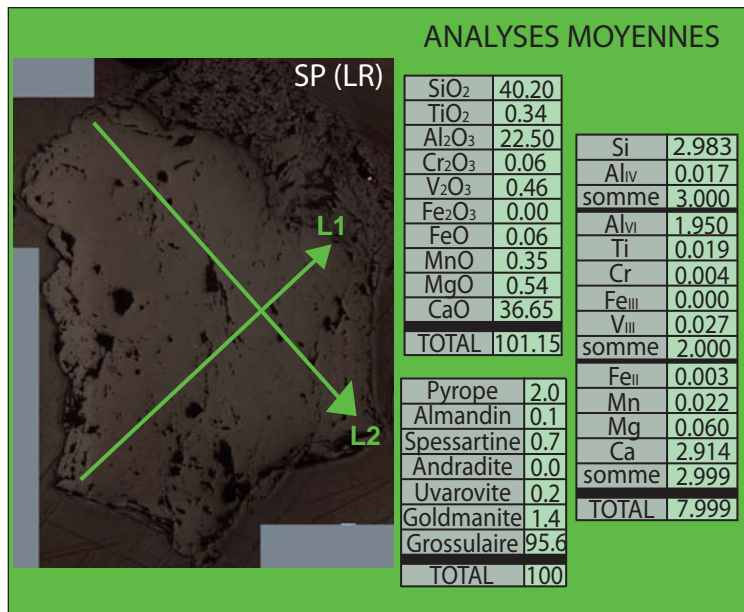 ANALYSES MOYENNES
SP (LR)
L1
L2
SiO2 40.20
TiO2 0.34
Al2O3 22.50
Cr2O3 0.06
V2O3 0.46
Fe2O3 0.00
FeO 0.06
MnO 0.35
MgO 0.54
CaO 36.65
TOTAL 101.15
Pyrope 2.0
Almandin 0.1
Spessartine 0.7
Andradite 0.0
Uvarovite 0.2
Goldmanite 1.4
Grossulaire 95.6
TOTAL 100
Si 2.983
AlIV 0.017
somme 3.000
AlVI 1.950
Ti 0.019
Cr 0.004
FeIII 0.000
VIII 0.027
somme 2.000
FeII 0.003
Mn 0.022
Mg 0.060
Ca 2.914
somme 2.999
TOTAL 7.999